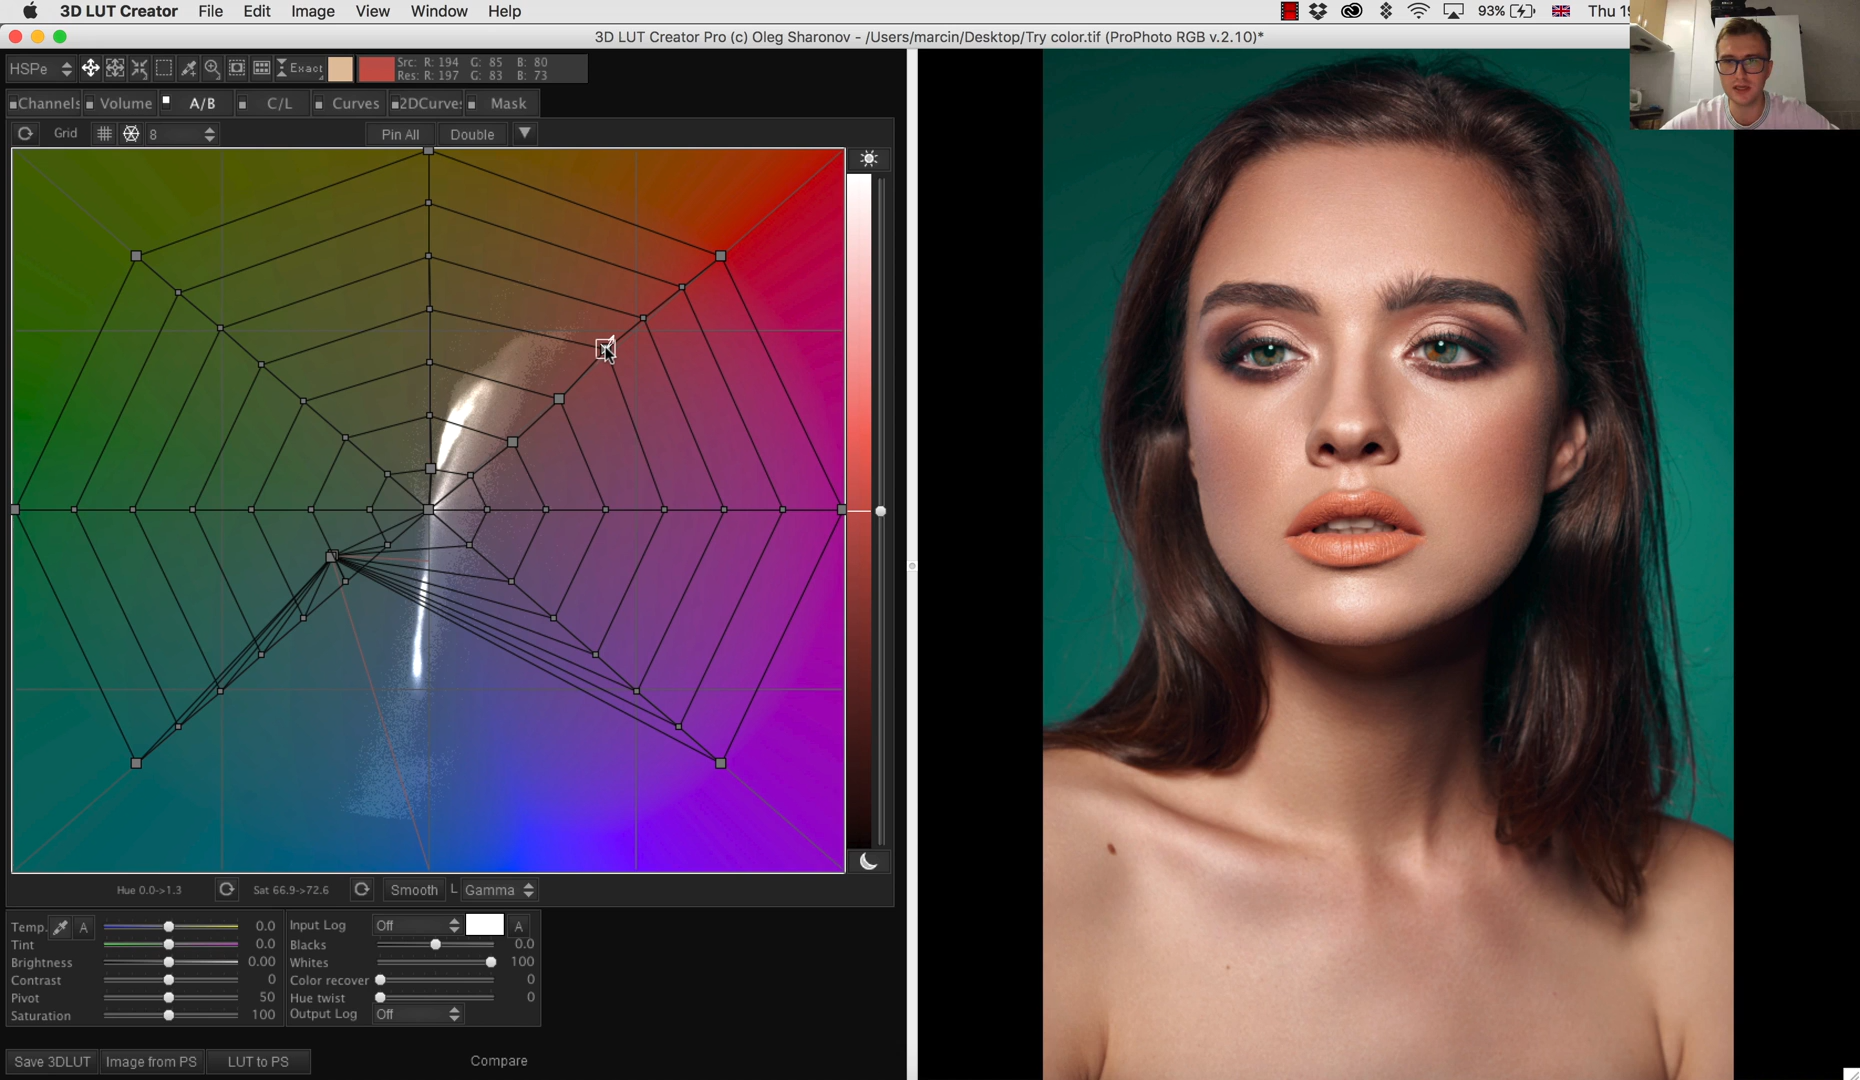 3D LUT Creator File Edit Image View Window Help 93% Thu 19
3D LUT Creator Pro (c) Oleg Sharonov - /Users/marcin/Desktop/Try color.tif (ProPhoto RGB v.2.10)*
HSPe Exact Src: R: 194 G: 85 B: 80
Res: R: 197 G: 83 B: 73
Channels Volume A/B C/L Curves 2DCurves Mask
Grid 8 Pin All Double
Hue 0.0->1.3 Sat 66.9->72.6 Smooth L Gamma
Temp. A 0.0 Input Log Off A
Tint 0.0 Blacks 0.0
Brightness 0.00 Whites 100
Contrast 0 Color recover 0
Pivot 50 Hue twist 0
Saturation 100 Output Log Off
Save 3DLUT Image from PS LUT to PS Compare